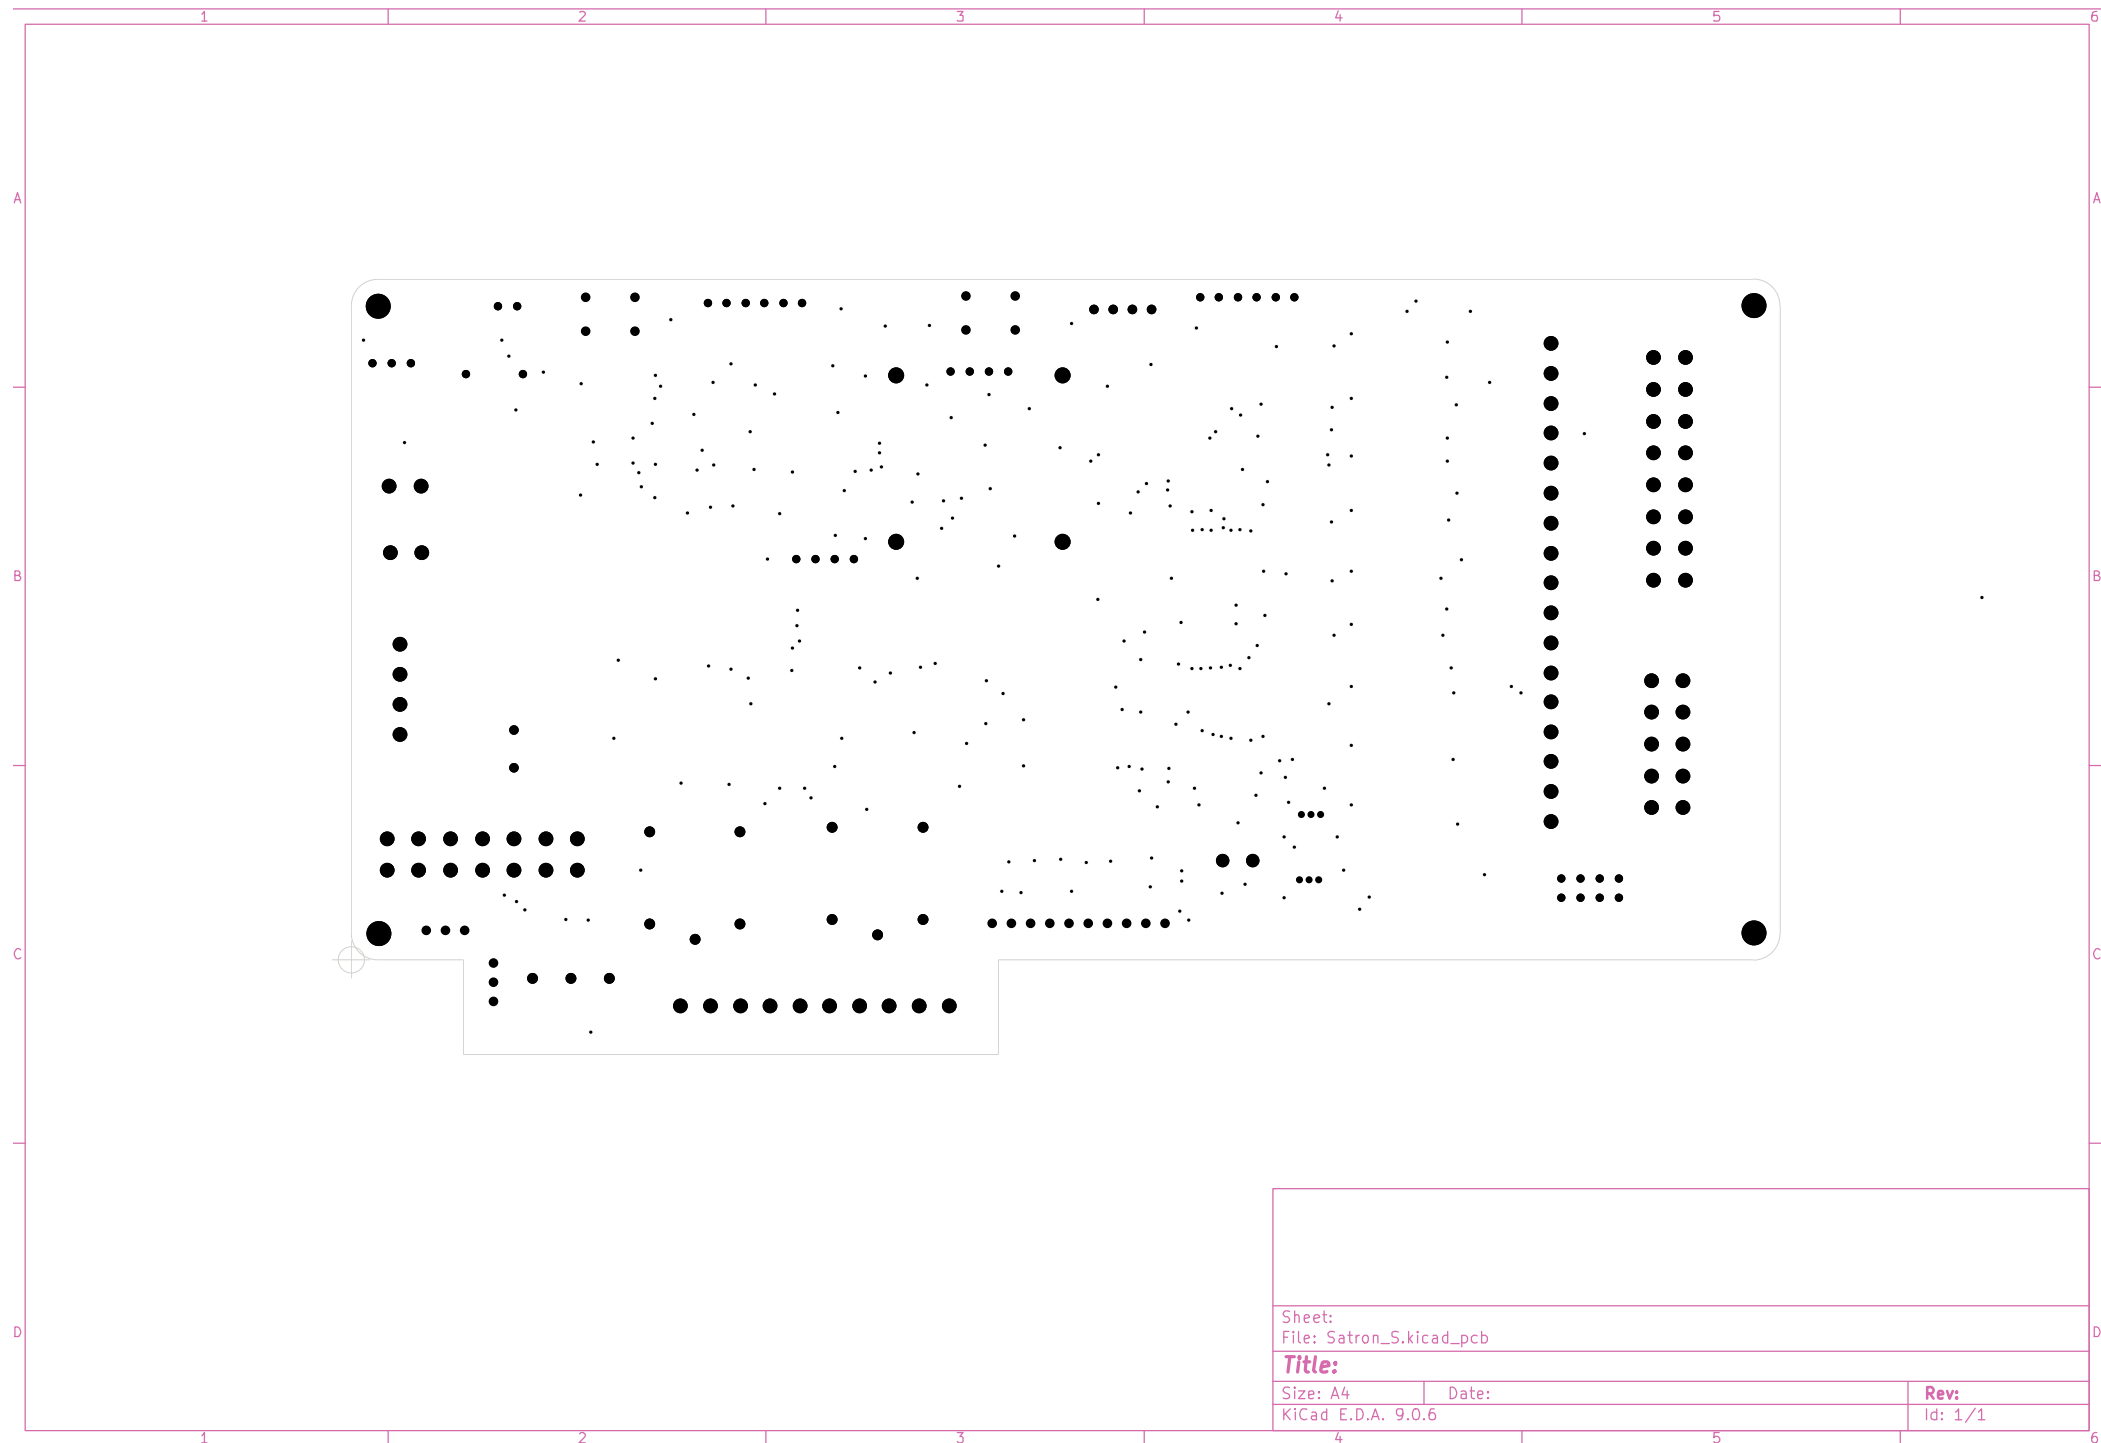 1 2 3 4 5 6
A A
B B
C C
Sheet:
File: Satron_S.kicad_pcb
D D
Title:
Size: A4 Date: Rev:
KiCad E.D.A. 9.0.6 Id: 1/1
1 2 3 4 5 6